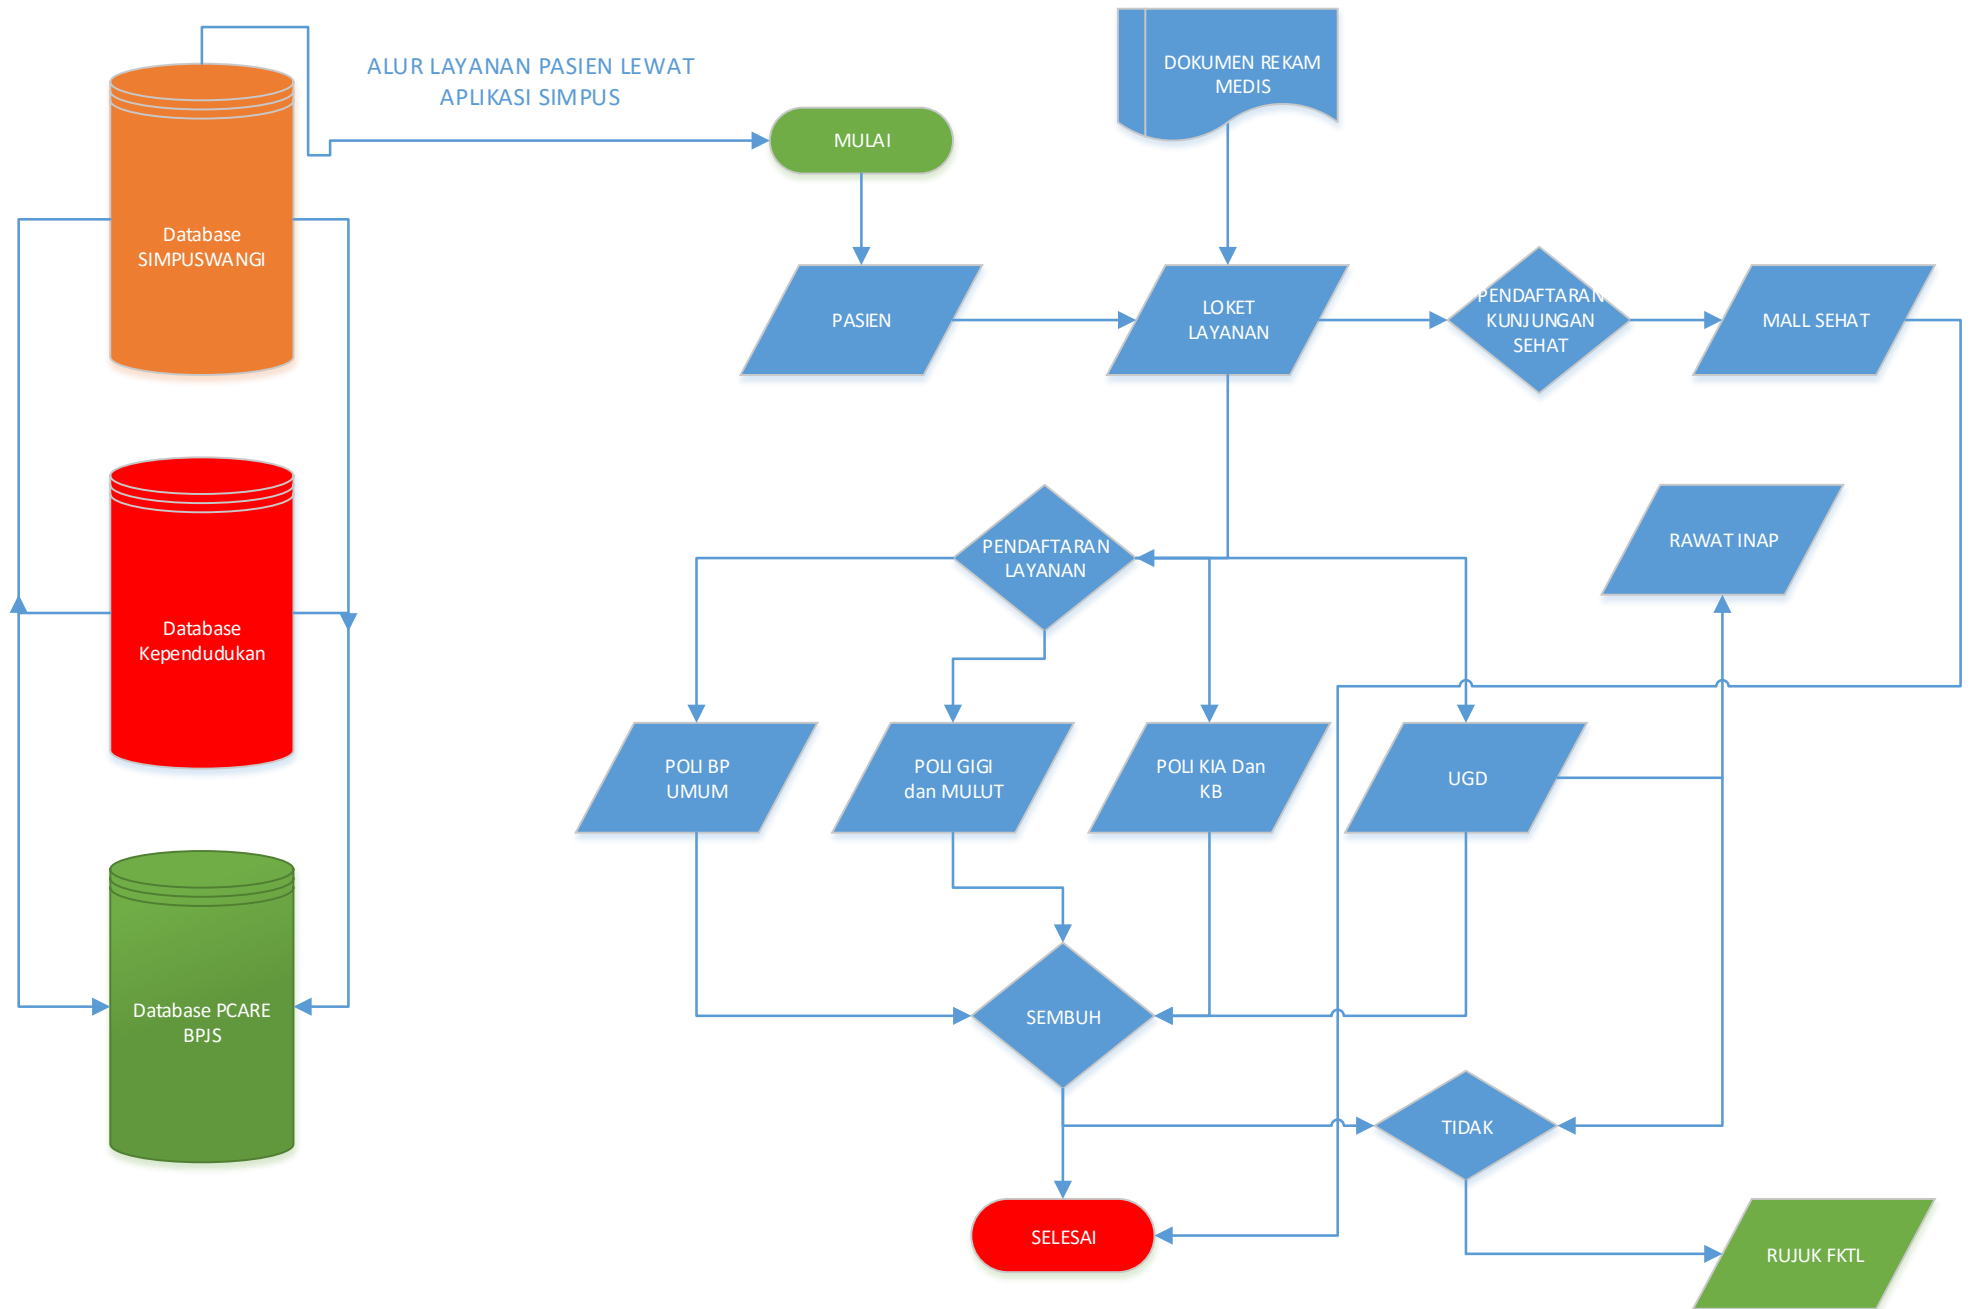 ALUR LAYANAN PASIEN LEWAT
APLIKASI SIMPUS
DOKUMEN REKAM
MEDIS
MULAI
Database
SIMPUSWANGI
PASIEN
LOKET
LAYANAN
PENDAFTARAN
KUNJUNGAN
SEHAT
MALL SEHAT
PENDAFTARAN
LAYANAN
RAWAT INAP
Database
Kependudukan
POLI BP
UMUM
POLI GIGI
dan MULUT
POLI KIA Dan
KB
UGD
Database PCARE
BPJS
SEMBUH
TIDAK
SELESAI
RUJUK FKTL